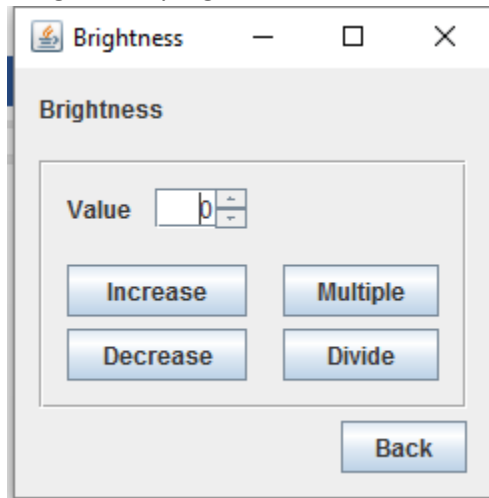 Brightness
Brightness
Value 0
Increase Multiple
Decrease Divide
Back